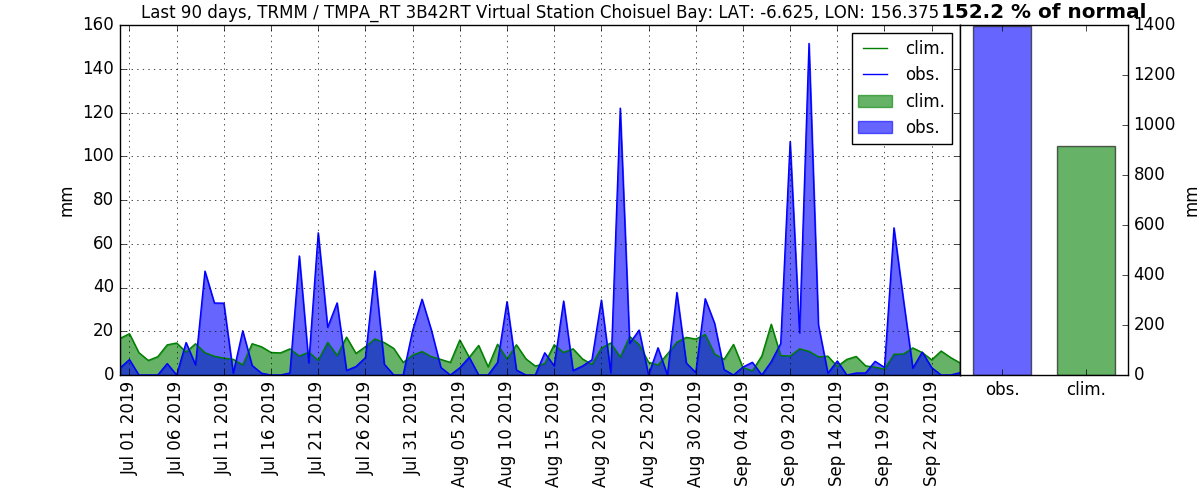 Last 90 days, TRMM / TMPA_RT 3B42RT Virtual Station Choisuel Bay: LAT: -6.625, LON: 156.375
152.2 % of normal
160
140
120
100
80
60
40
20
0
mm
clim.
obs.
clim.
obs.
Jul 01 2019
Jul 06 2019
Jul 11 2019
Jul 16 2019
Jul 21 2019
Jul 26 2019
Jul 31 2019
Aug 05 2019
Aug 10 2019
Aug 15 2019
Aug 20 2019
Aug 25 2019
Aug 30 2019
Sep 04 2019
Sep 09 2019
Sep 14 2019
Sep 19 2019
Sep 24 2019
1400
1200
1000
800
600
400
200
0
mm
obs.
clim.